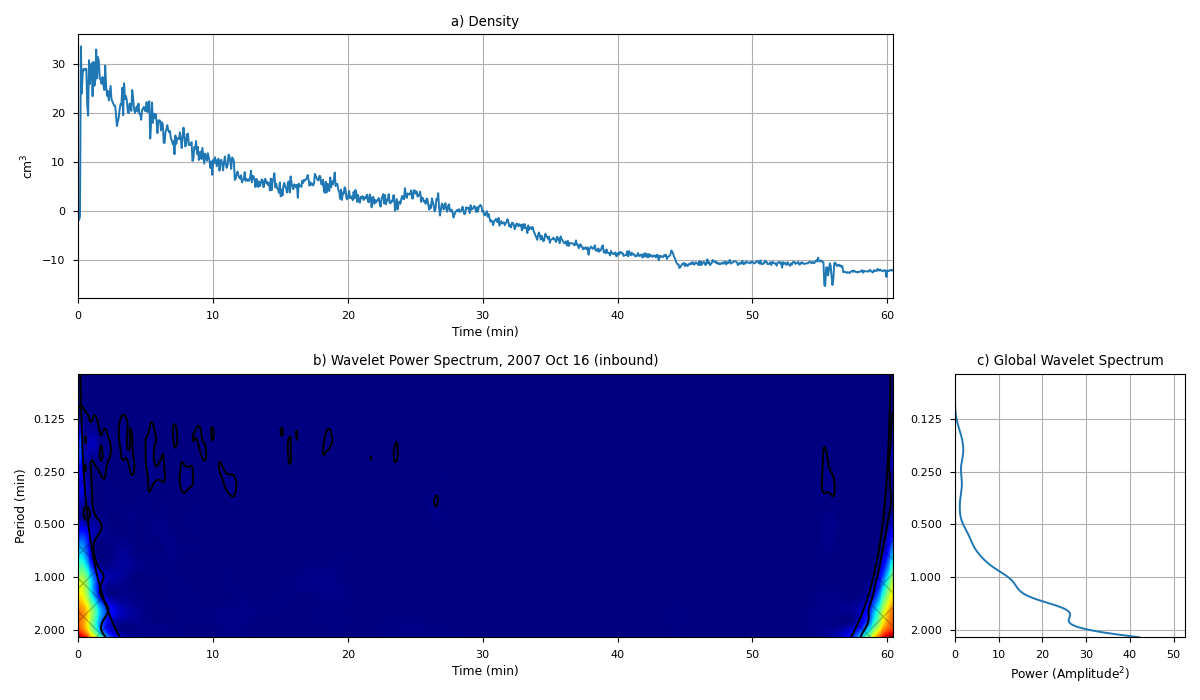 a) Density
cm³
30
20
10
0
−10
0 10 20 30 40 50 60
Time (min)
b) Wavelet Power Spectrum, 2007 Oct 16 (inbound)
c) Global Wavelet Spectrum
Period (min)
0.125
0.250
0.500
1.000
2.000
0 10 20 30 40 50 60
Time (min)
0.125
0.250
0.500
1.000
2.000
0 10 20 30 40 50
Power (Amplitude²)